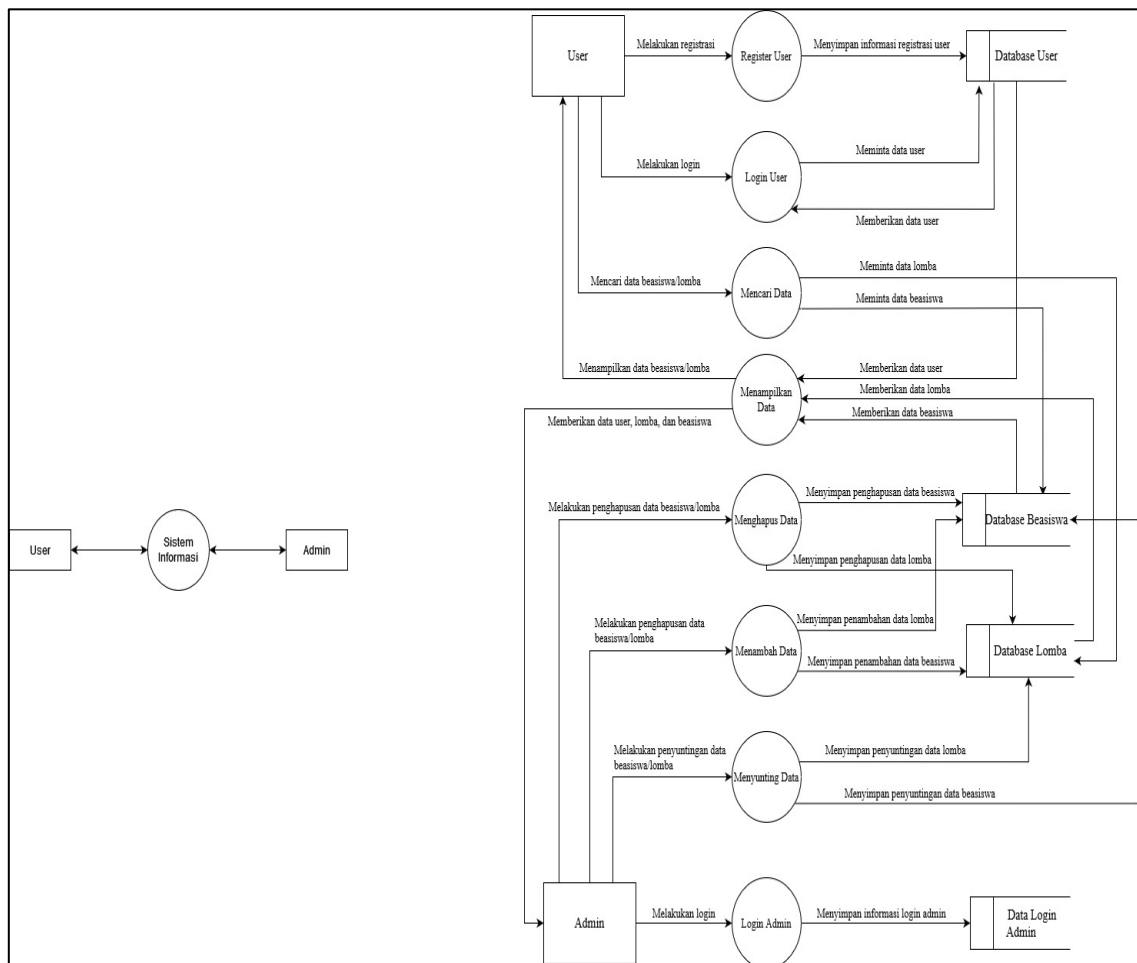 User
Melakukan registrasi
Register User
Menyimpan informasi registrasi user
Database User
Melakukan login
Login User
Meminta data user
Memberikan data user
Mencari data beasiswa/lomba
Mencari Data
Meminta data lomba
Meminta data beasiswa
Menampilkan data beasiswa/lomba
Menampilkan
Data
Memberikan data user
Memberikan data lomba
Memberikan data beasiswa
Memberikan data user, lomba, dan beasiswa
Melakukan penghapusan data beasiswa/lomba
Menghapus Data
Menyimpan penghapusan data beasiswa
Database Beasiswa
Menyimpan penghapusan data lomba
User
Sistem
Informasi
Admin
Melakukan penghapusan data
beasiswa/lomba
Menambah Data
Menyimpan penambahan data lomba
Menyimpan penambahan data beasiswa
Database Lomba
Melakukan penyuntingan data
beasiswa/lomba
Menyunting Data
Menyimpan penyuntingan data lomba
Menyimpan penyuntingan data beasiswa
Admin
Melakukan login
Login Admin
Menyimpan informasi login admin
Data Login
Admin